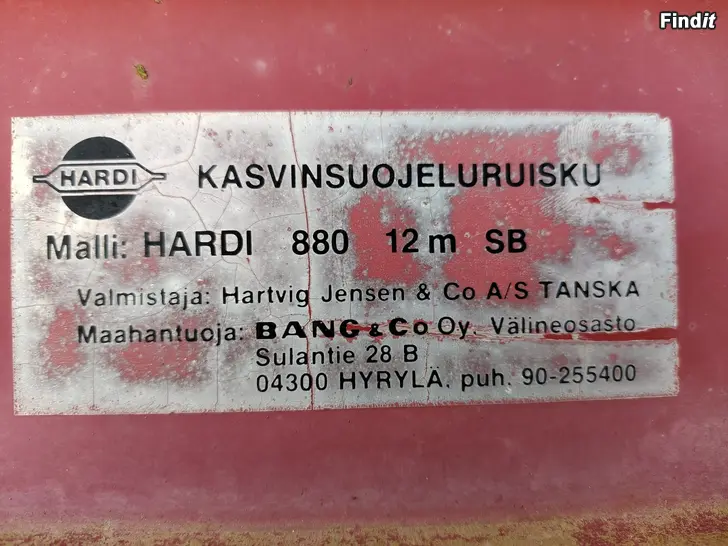 Findit
HARDI
KASVINSUOJELURUISKU
Malli: HARDI 880 12 m SB
Valmistaja: Hartvig Jensen & Co A/S TANSKA
Maahantuoja: BANG & Co Oy, Välineosasto
Sulantie 28 B
04300 HYRYLÄ. puh. 90-255400